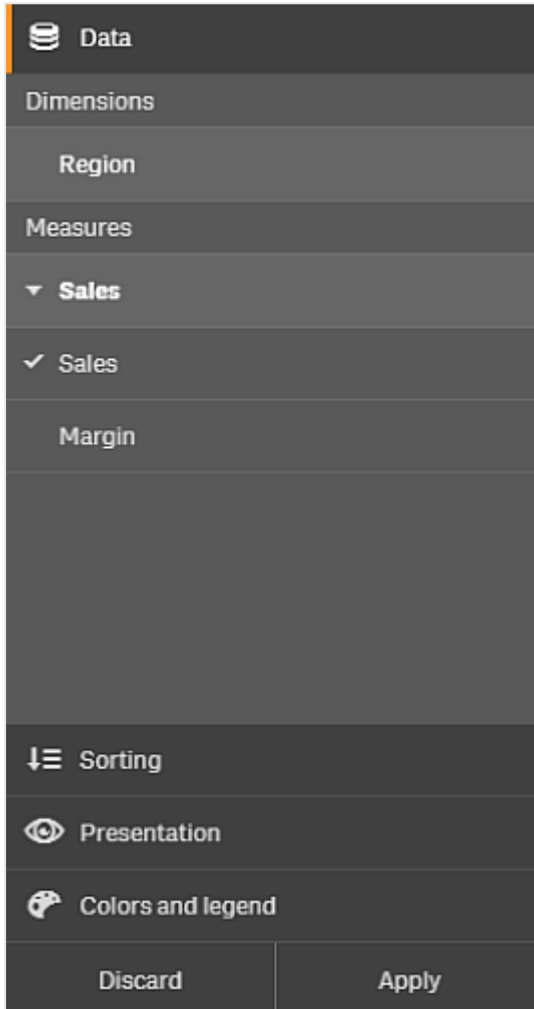 Data
Dimensions
Region
Measures
Sales
Sales
Margin
Sorting
Presentation
Colors and legend
Discard Apply